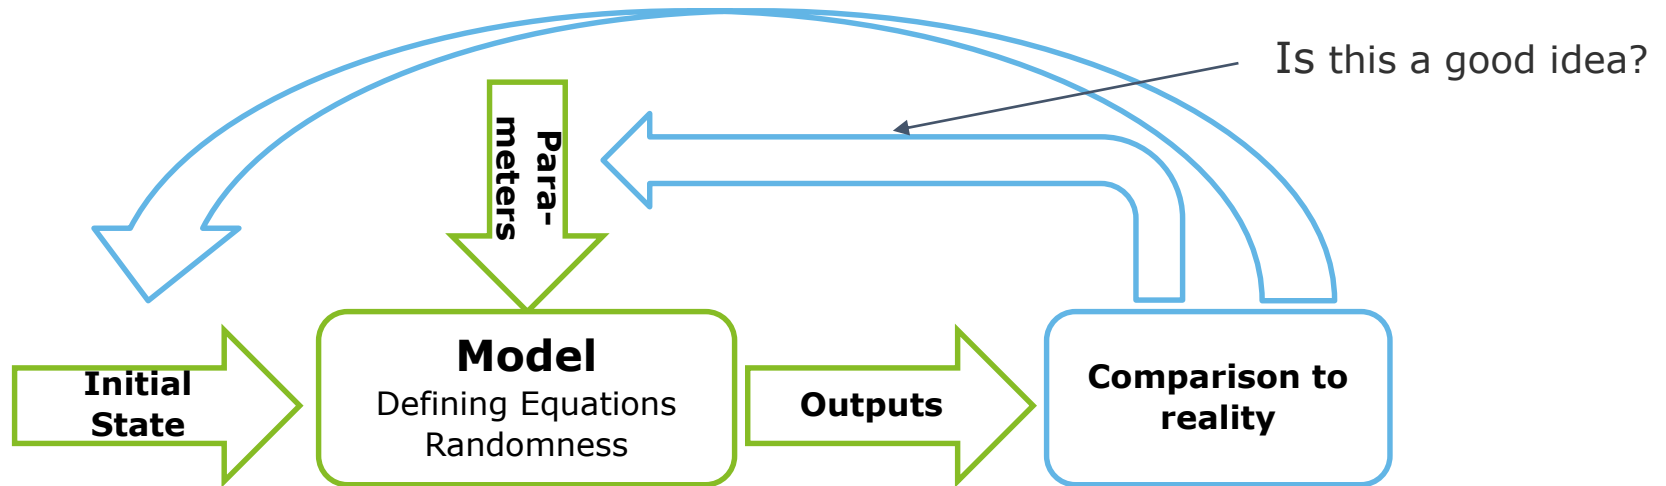 Is this a good idea?
Para-
meters
Initial
State
Model
Defining Equations
Randomness
Outputs
Comparison to
reality